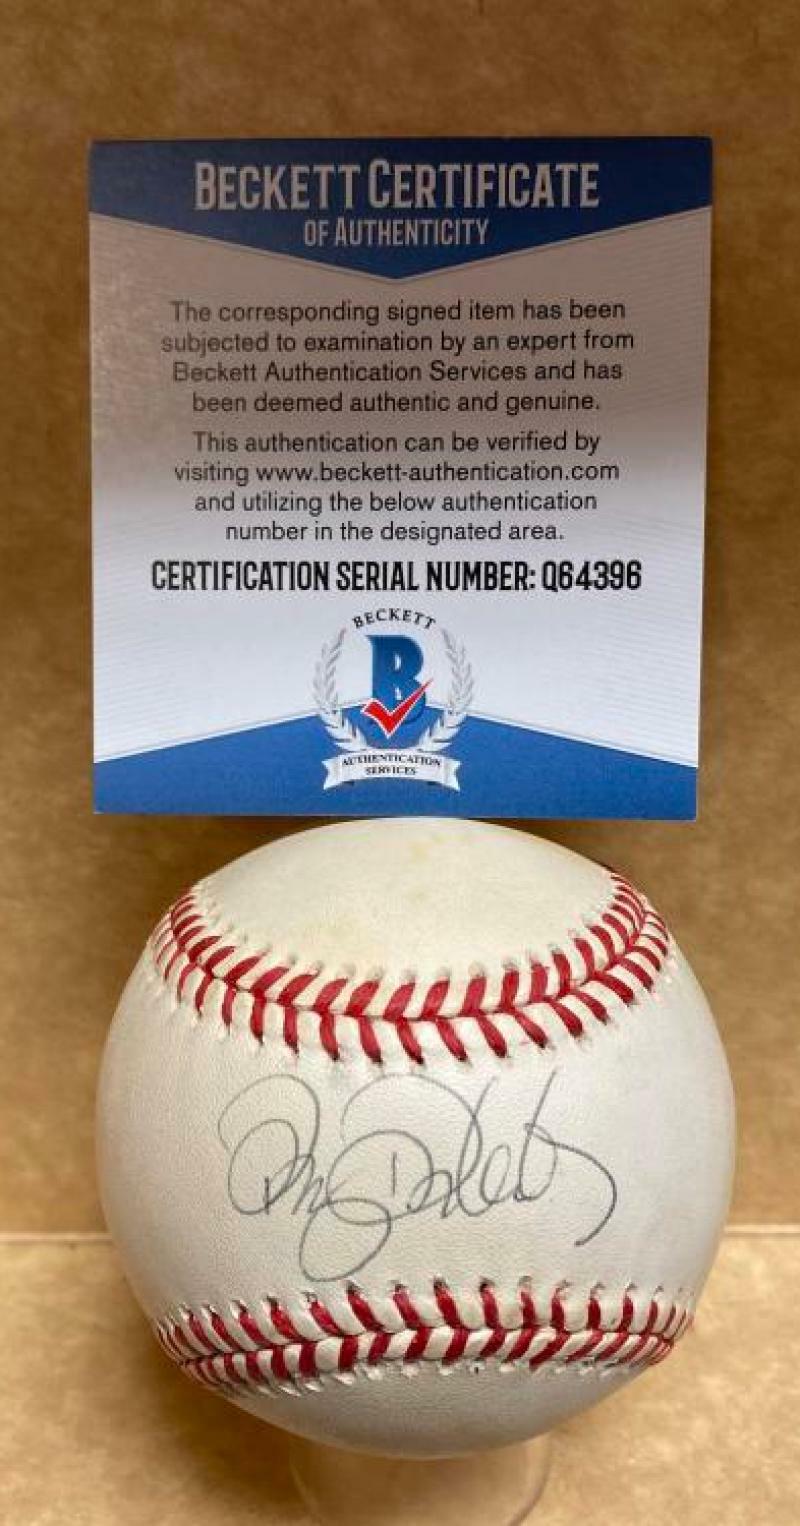 BECKETT CERTIFICATE
OF AUTHENTICITY
The corresponding signed item has been
subjected to examination by an expert from
Beckett Authentication Services and has
been deemed authentic and genuine.
This authentication can be verified by
visiting www.beckett-authentication.com
and utilizing the below authentication
number in the designated area.
CERTIFICATION SERIAL NUMBER: Q64396
BECKETT
B
AUTHENTICATION
SERVICES